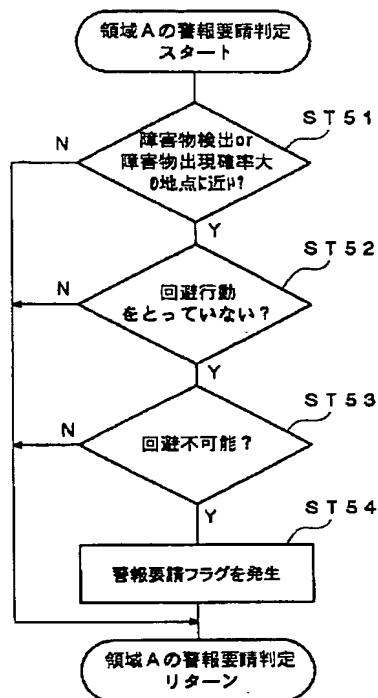 領域Aの警報要請判定
スタート
ST51
障害物検出or
障害物出現確率大
の地点に近い?
N
Y
ST52
回避行動
をとっていない?
N
Y
ST53
回避不可能?
N
Y
ST54
警報要請フラグを発生
領域Aの警報要請判定
リターン